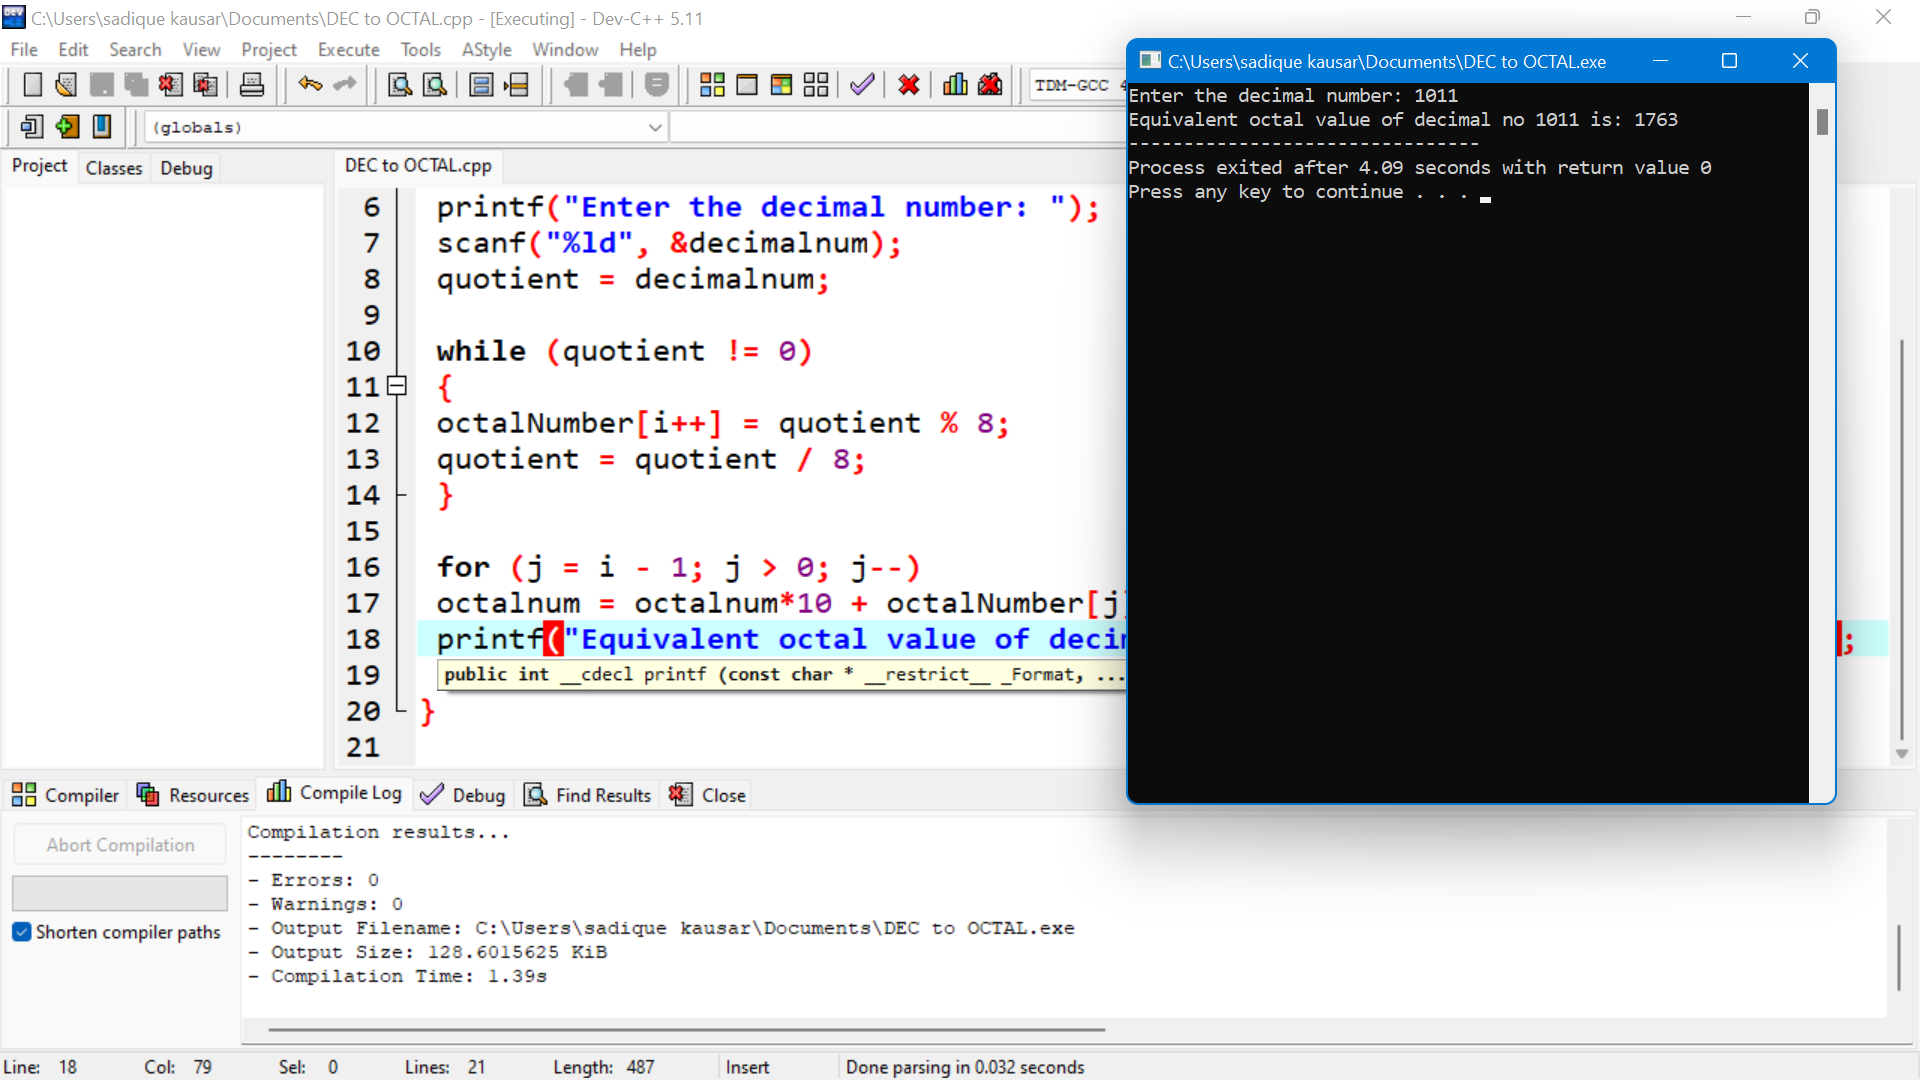 C:\Users\sadique kausar\Documents\DEC to OCTAL.cpp - [Executing] - Dev-C++ 5.11
File Edit Search View Project Execute Tools AStyle Window Help
TDM-GCC 4
(globals)
Project Classes Debug
DEC to OCTAL.cpp
6 printf("Enter the decimal number: ");
7 scanf("%ld", &decimalnum);
8 quotient = decimalnum;
9
10 while (quotient != 0)
11 {
12 octalNumber[i++] = quotient % 8;
13 quotient = quotient / 8;
14 }
15
16 for (j = i - 1; j > 0; j--)
17 octalnum = octalnum*10 + octalNumber[j]
18 printf("Equivalent octal value of decim ;
19 public int __cdecl printf (const char * __restrict__ _Format, ...
20 }
21
C:\Users\sadique kausar\Documents\DEC to OCTAL.exe
Enter the decimal number: 1011
Equivalent octal value of decimal no 1011 is: 1763
--------------------------------
Process exited after 4.09 seconds with return value 0
Press any key to continue . . .
Compiler Resources Compile Log Debug Find Results Close
Abort Compilation
Shorten compiler paths
Compilation results...
--------
- Errors: 0
- Warnings: 0
- Output Filename: C:\Users\sadique kausar\Documents\DEC to OCTAL.exe
- Output Size: 128.6015625 KiB
- Compilation Time: 1.39s
Line: 18 Col: 79 Sel: 0 Lines: 21 Length: 487 Insert Done parsing in 0.032 seconds